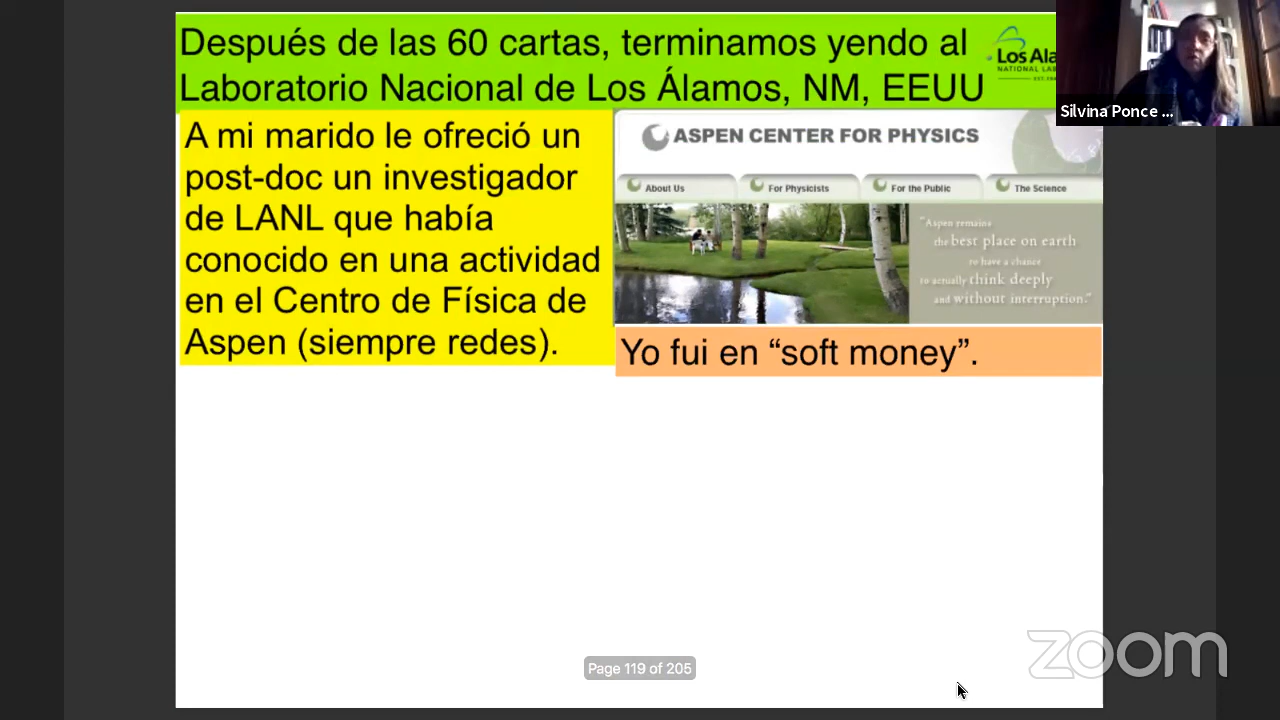 Después de las 60 cartas, terminamos yendo al
Laboratorio Nacional de Los Álamos, NM, EEUU
Los Ala
NATIONAL LAB
Silvina Ponce ...
A mi marido le ofreció un
post-doc un investigador
de LANL que había
conocido en una actividad
en el Centro de Física de
Aspen (siempre redes).
ASPEN CENTER FOR PHYSICS
About Us
For Physicists
For the Public
The Science
"Aspen remains
the best place on earth
to have a chance
to actually think deeply
and without interruption."
Yo fui en “soft money”.
Page 119 of 205
zoom